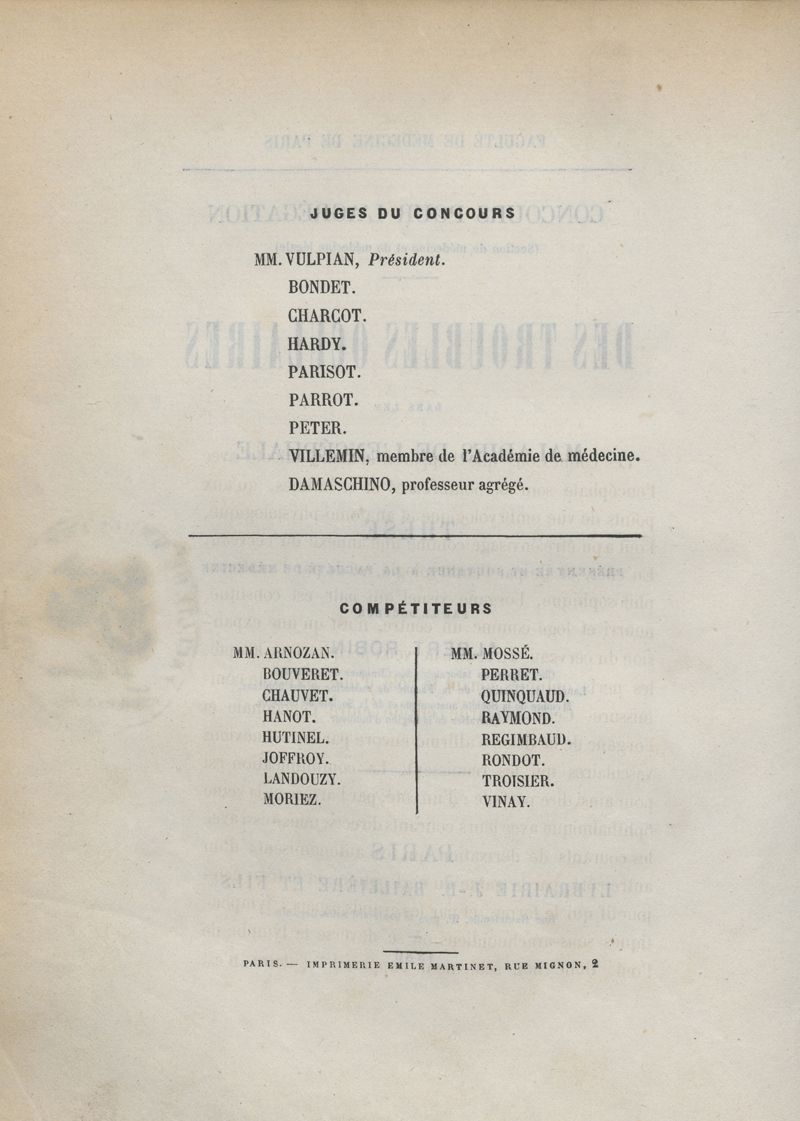 JUGES DU CONCOURS
MM. VULPIAN, Président.
BONDET.
CHARCOT.
HARDY.
PARISOT.
PARROT.
PETER.
VILLEMIN, membre de l'Académie de médecine.
DAMASCHINO, professeur agrégé.
COMPÉTITEURS
MM. ARNOZAN.
BOUVERET.
CHAUVET.
HANOT.
HUTINEL.
JOFFROY.
LANDOUZY.
MORIEZ.
MM. MOSSÉ.
PERRET.
QUINQUAUD.
RAYMOND.
REGIMBAUD.
RONDOT.
TROISIER.
VINAY.
PARIS. — IMPRIMERIE EMILE MARTINET, RUE MIGNON, 2